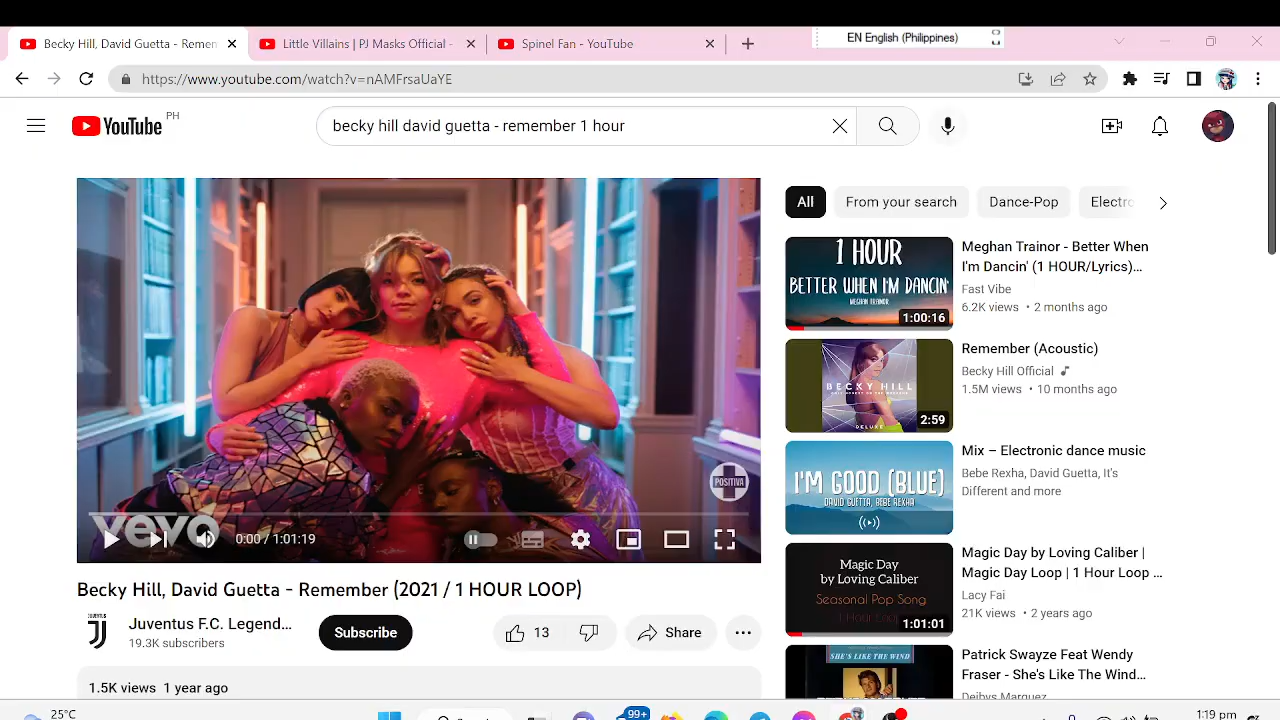 Becky Hill, David Guetta - Remem
Little Villains | PJ Masks Official -
Spinel Fan - YouTube
EN English (Philippines)
https://www.youtube.com/watch?v=nAMFrsaUaYE
YouTube PH
becky hill david guetta - remember 1 hour
All
From your search
Dance-Pop
Electro
1 HOUR
BETTER WHEN I'M DANCIN'
MEGHAN TRAINOR
1:00:16
Meghan Trainor - Better When
I'm Dancin' (1 HOUR/Lyrics)...
Fast Vibe
6.2K views • 2 months ago
BECKY HILL
DELUXE
2:59
Remember (Acoustic)
Becky Hill Official
1.5M views • 10 months ago
I'M GOOD (BLUE)
DAVID GUETTA, BEBE REXHA
Mix – Electronic dance music
Bebe Rexha, David Guetta, It's
Different and more
POSITIVA
vevo
0:00 / 1:01:19
Magic Day
by Loving Caliber
Seasonal Pop Song
1 Hour Loop
1:01:01
Magic Day by Loving Caliber |
Magic Day Loop | 1 Hour Loop ...
Lacy Fai
21K views • 2 years ago
Becky Hill, David Guetta - Remember (2021 / 1 HOUR LOOP)
JUVENTUS
Juventus F.C. Legend...
19.3K subscribers
Subscribe
13
Share
SHE'S LIKE THE WIND
Patrick Swayze Feat Wendy
Fraser - She's Like The Wind...
Deibys Marquez
1.5K views 1 year ago
25°C
99+
1:19 pm